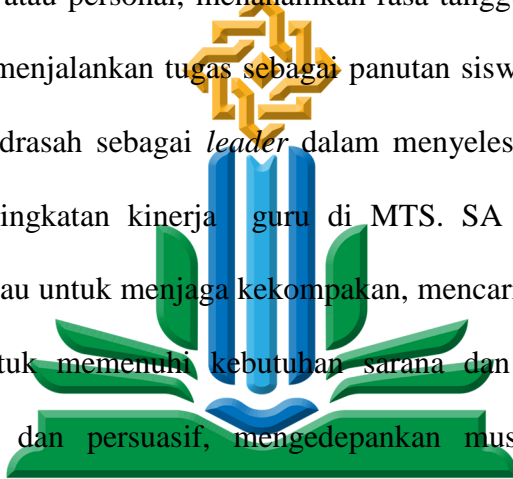 atau personal, menanamkan rasa tangg
menjalankan tugas sebagai panutan sisw
drasah sebagai leader dalam menyeles
ingkatan kinerja guru di MTS. SA
au untuk menjaga kekompakan, mencari
tuk memenuhi kebutuhan sarana dan
dan persuasif, mengedepankan mus